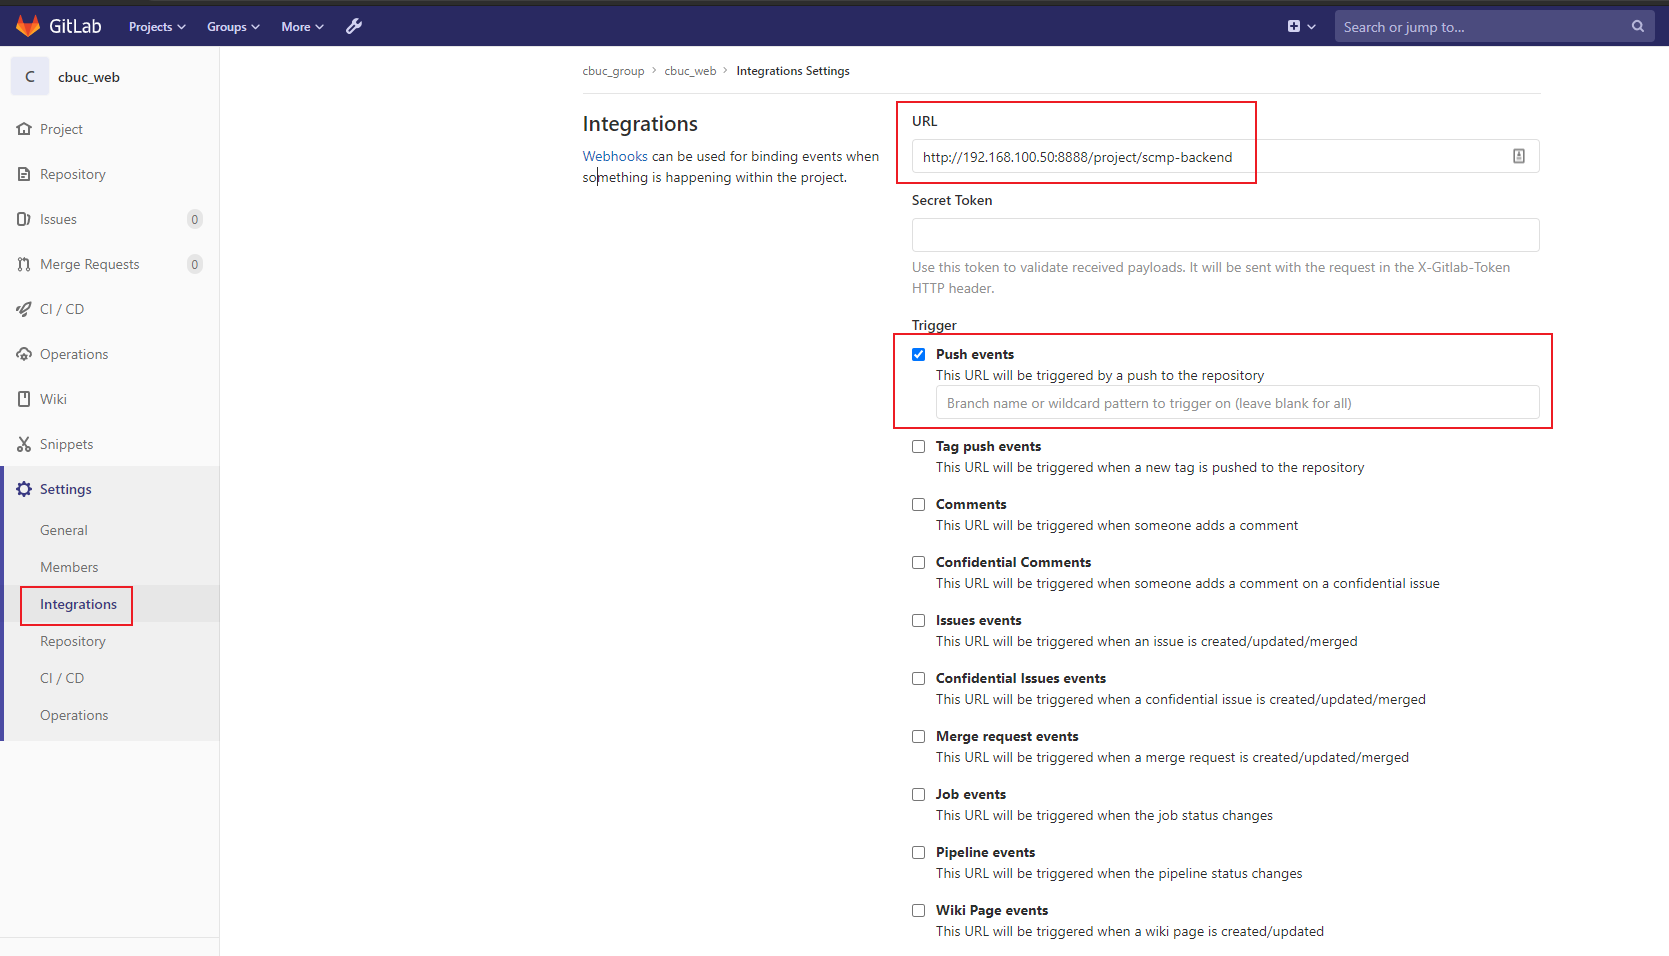 GitLab Projects Groups More Search or jump to...
C cbuc_web
Project
Repository
Issues 0
Merge Requests 0
CI / CD
Operations
Wiki
Snippets
Settings
General
Members
Integrations
Repository
CI / CD
Operations
cbuc_group > cbuc_web > Integrations Settings
Integrations
Webhooks can be used for binding events when
something is happening within the project.
URL
http://192.168.100.50:8888/project/scmp-backend
Secret Token
Use this token to validate received payloads. It will be sent with the request in the X-Gitlab-Token
HTTP header.
Trigger
Push events
This URL will be triggered by a push to the repository
Branch name or wildcard pattern to trigger on (leave blank for all)
Tag push events
This URL will be triggered when a new tag is pushed to the repository
Comments
This URL will be triggered when someone adds a comment
Confidential Comments
This URL will be triggered when someone adds a comment on a confidential issue
Issues events
This URL will be triggered when an issue is created/updated/merged
Confidential Issues events
This URL will be triggered when a confidential issue is created/updated/merged
Merge request events
This URL will be triggered when a merge request is created/updated/merged
Job events
This URL will be triggered when the job status changes
Pipeline events
This URL will be triggered when the pipeline status changes
Wiki Page events
This URL will be triggered when a wiki page is created/updated